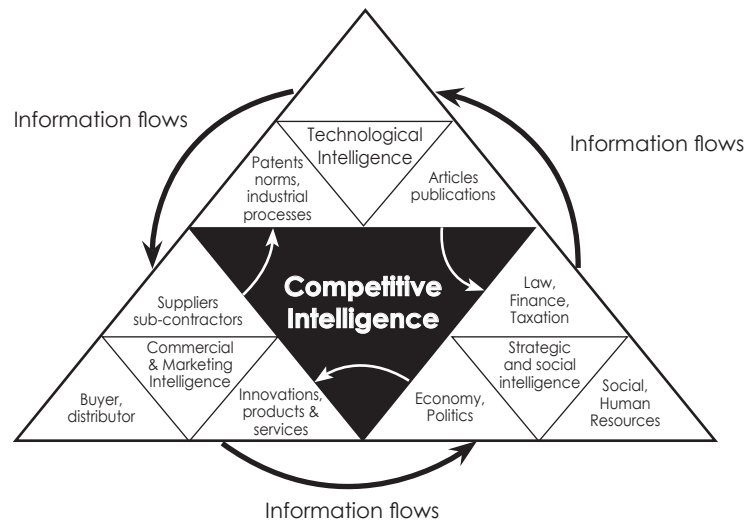 Information flows
Information flows
Technological
Intelligence
Patents
norms,
industrial
processes
Articles
publications
Competitive
Intelligence
Suppliers
sub-contractors
Law,
Finance,
Taxation
Commercial
& Marketing
Intelligence
Strategic
and social
intelligence
Buyer,
distributor
Innovations,
products &
services
Economy,
Politics
Social,
Human
Resources
Information flows